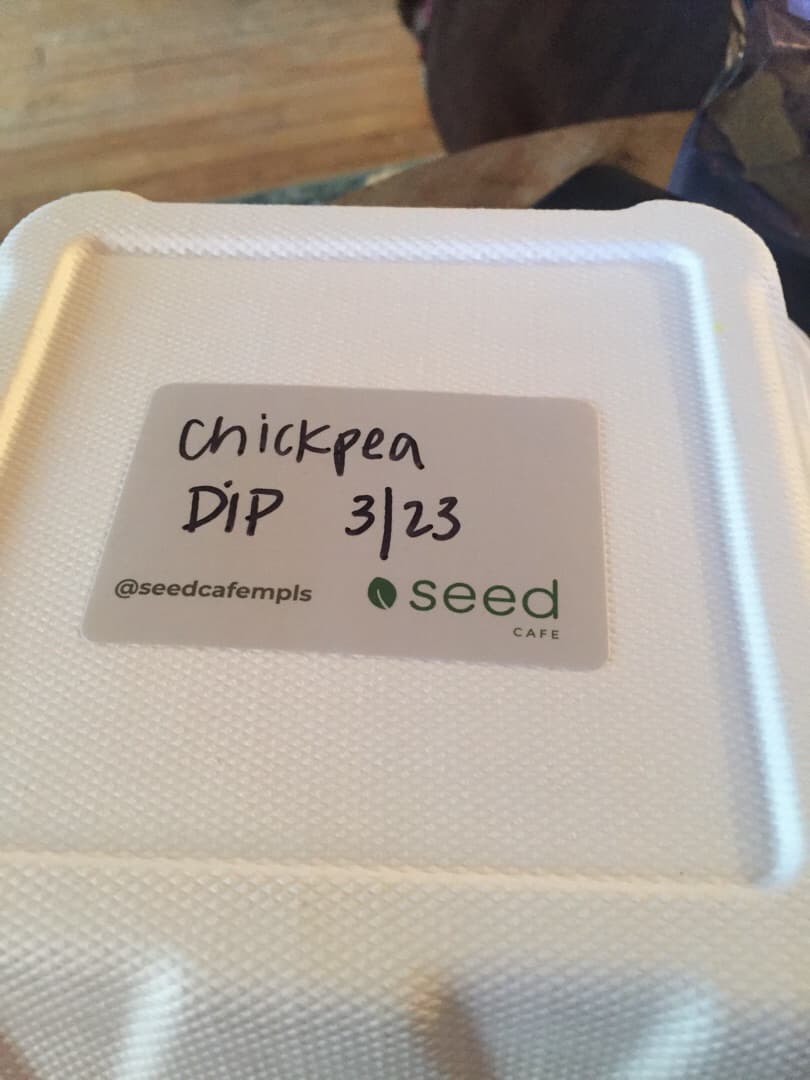 Chickpea
DiP 3/23
@seedcafempls seed
CAFE